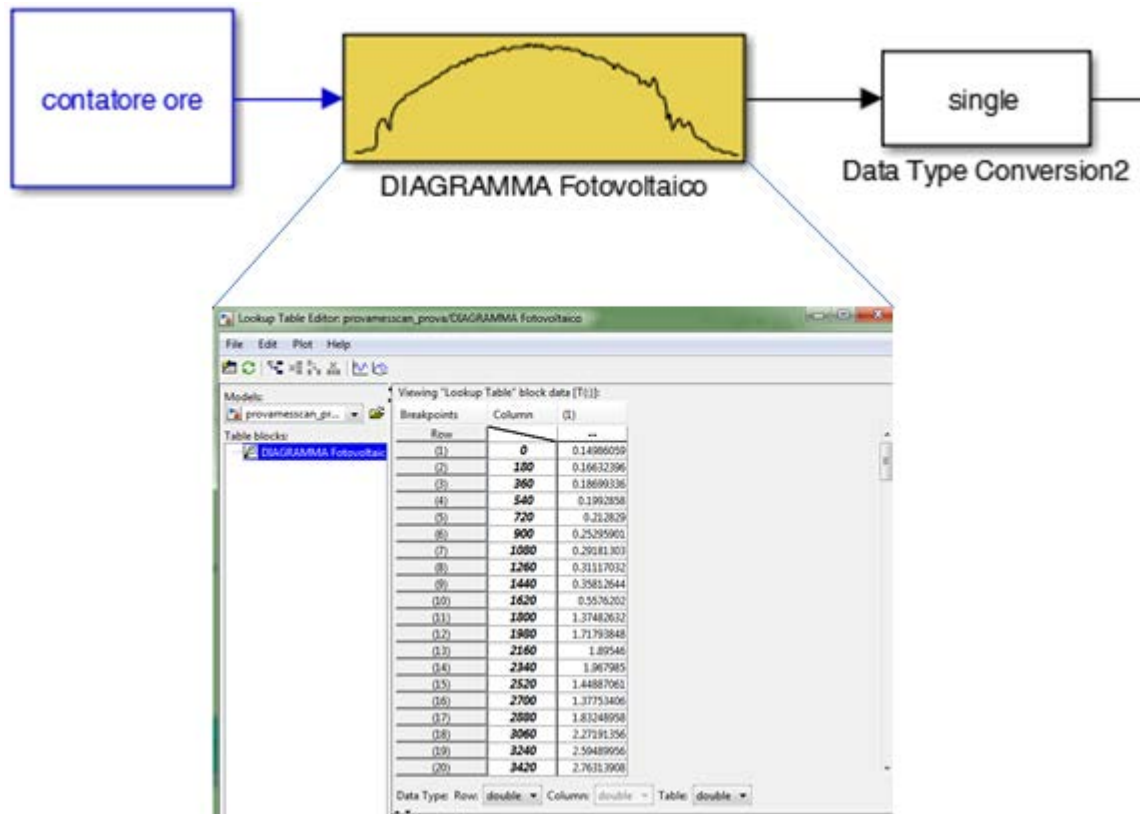 contatore ore
single
DIAGRAMMA Fotovoltaico
Data Type Conversion2
Lookup Table Editor: provamesscan_prova/DIAGRAMMA Fotovoltaico
File Edit Plot Help
Models:
provamesscan_pr...
Table blocks:
DIAGRAMMA Fotovoltaic
Viewing "Lookup Table" block data [T(:)]:
Breakpoints Column (1)
Row --
(1) 0 0.14986059
(2) 180 0.16632396
(3) 360 0.18699336
(4) 540 0.1992858
(5) 720 0.212829
(6) 900 0.25295901
(7) 1080 0.29181303
(8) 1260 0.31117032
(9) 1440 0.35812644
(10) 1620 0.5576202
(11) 1800 1.37482632
(12) 1980 1.71793848
(13) 2160 1.89546
(14) 2340 1.967985
(15) 2520 1.44887061
(16) 2700 1.37753406
(17) 2880 1.83248958
(18) 3060 2.27191356
(19) 3240 2.59489956
(20) 3420 2.76313908
Data Type: Row: double Column: double Table: double